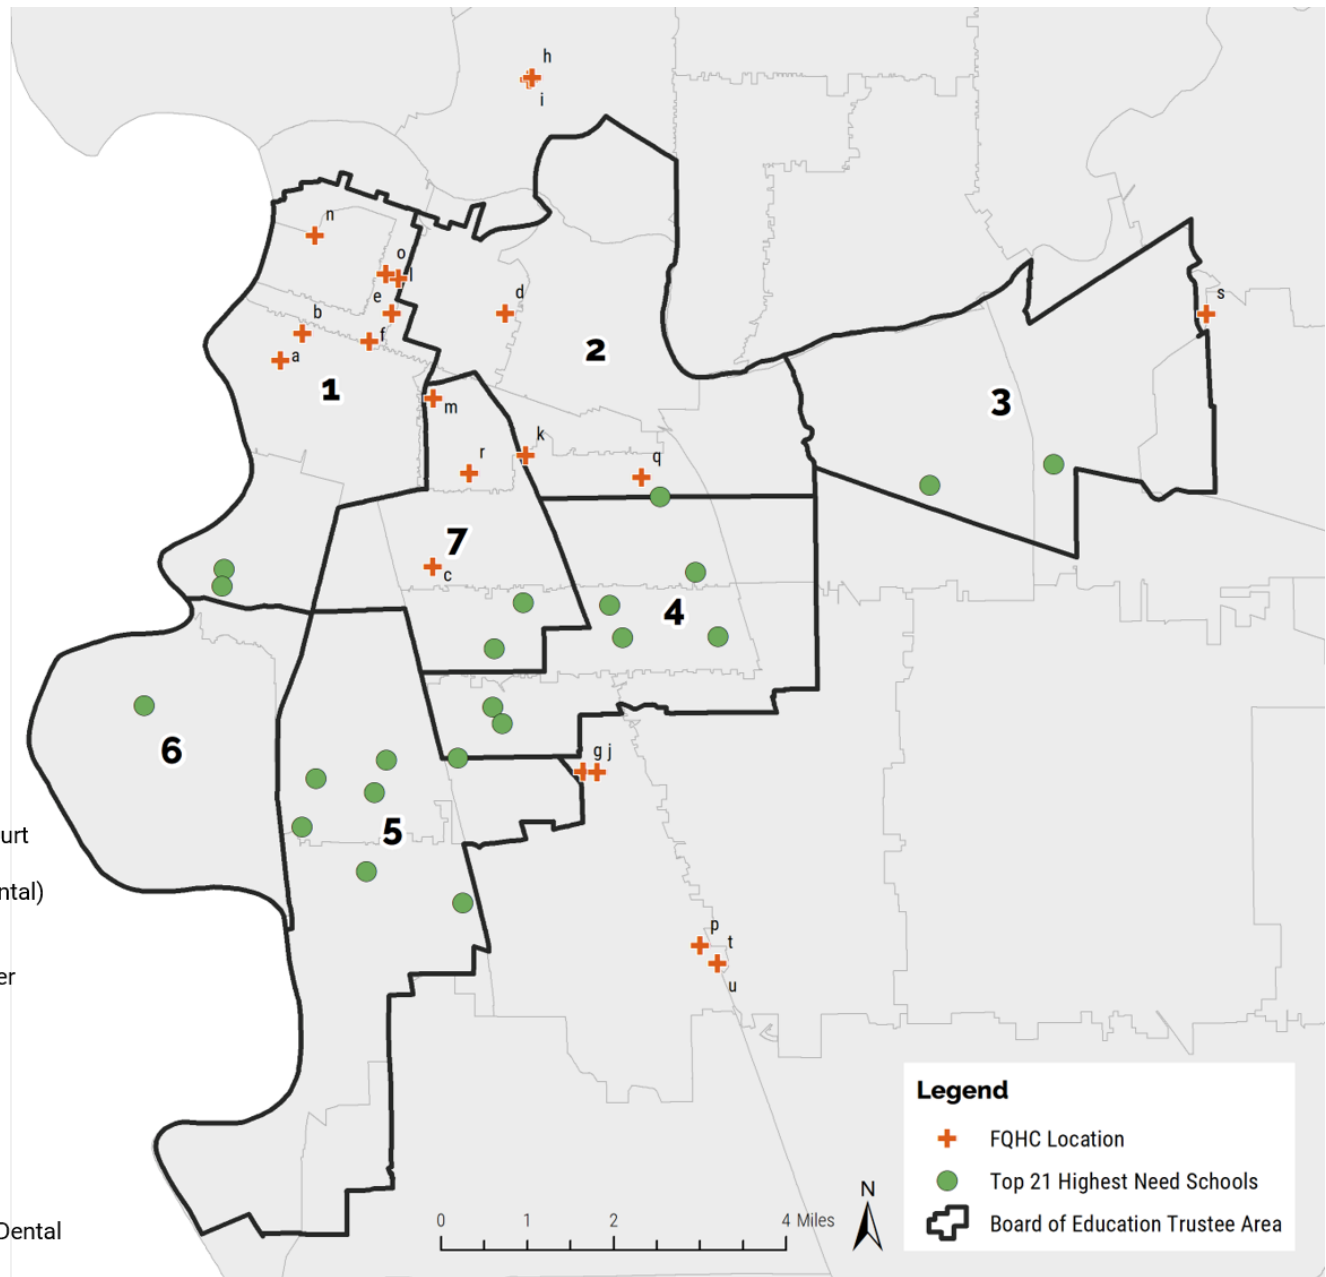 h
i
n
o
l
e
d
s
b
f
a
2
1
3
m
k
r
q
7
c
4
6
g j
5
urt
ntal)
p
t
er
u
Legend
FQHC Location
Top 21 Highest Need Schools
N
0 1 2 4 Miles
Board of Education Trustee Area
Dental